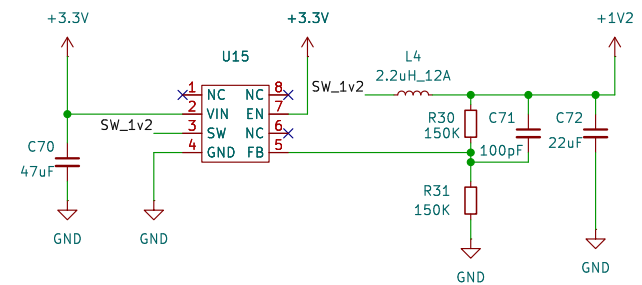 +3.3V
+3.3V
+1V2
U15
L4
2.2uH_12A
SW_1v2
1 NC NC 8
2 VIN EN 7
3 SW NC 6
4 GND FB 5
SW_1v2
C70
47uF
R30
150K
C71
100pF
C72
22uF
R31
150K
GND
GND
GND
GND